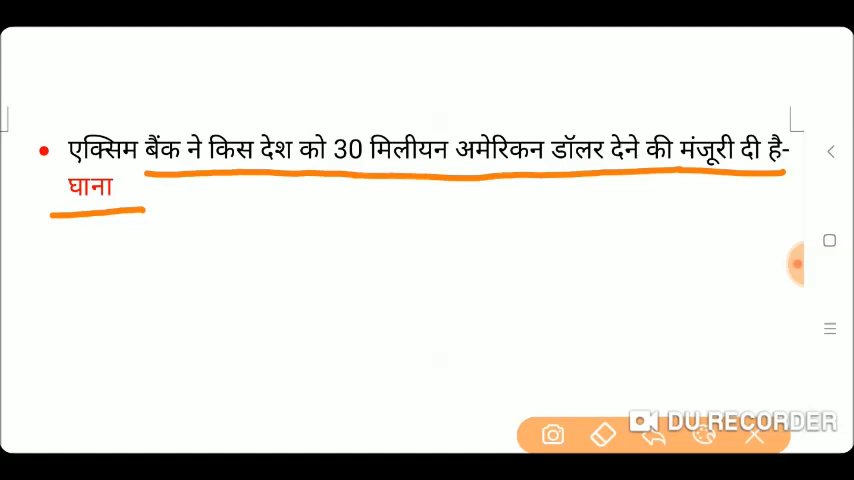 एक्सिम बैंक ने किस देश को 30 मिलीयन अमेरिकन डॉलर देने की मंजूरी दी है-
घाना
DU RECORDER